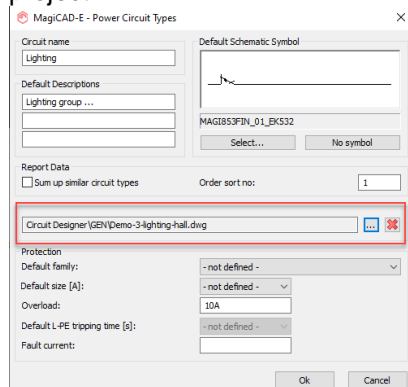 MagiCAD-E - Power Circuit Types
Circuit name
Lighting
Default Schematic Symbol
Default Descriptions
Lighting group ...
MAGI853FIN_01_EK532
Select...
No symbol
Report Data
Sum up similar circuit types
Order sort no:
1
Circuit Designer\GEN\Demo-3-lighting-hall.dwg
...
Protection
Default family:
- not defined -
Default size [A]:
- not defined -
Overload:
10A
Default L-PE tripping time [s]:
- not defined -
Fault current:
Ok
Cancel